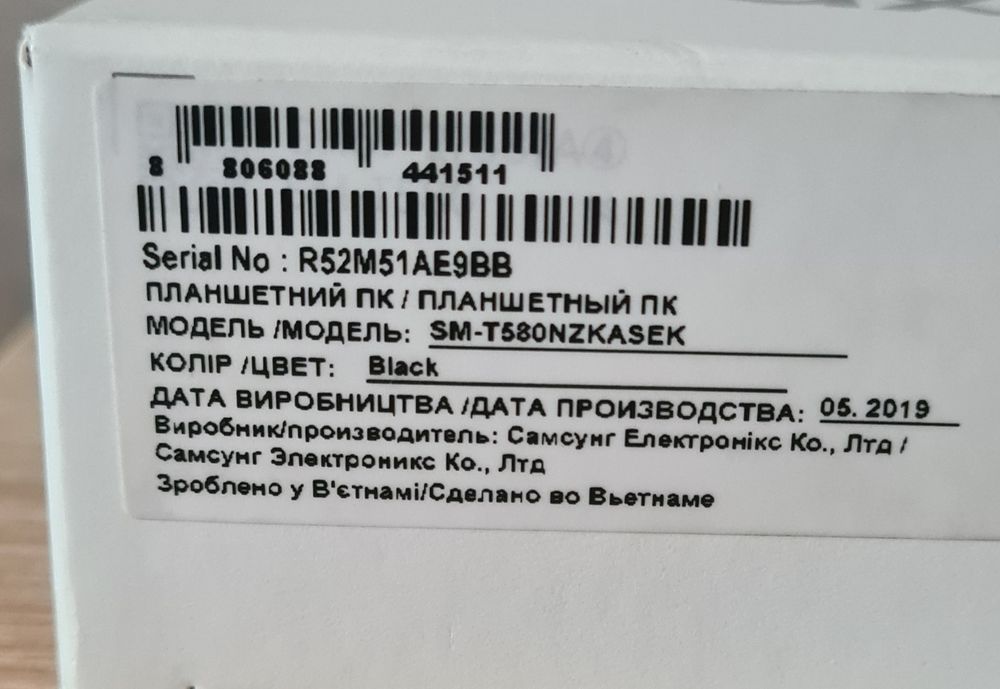 8 806088 441511
Serial No : R52M51AE9BB
ПЛАНШЕТНИЙ ПК / ПЛАНШЕТНЫЙ ПК
МОДЕЛЬ /МОДЕЛЬ: SM-T580NZKASEK
КОЛІР /ЦВЕТ: Black
ДАТА ВИРОБНИЦТВА /ДАТА ПРОИЗВОДСТВА: 05. 2019
Виробник/производитель: Самсунг Електронікс Ко., Лтд /
Самсунг Электроникс Ко., Лтд
Зроблено у В'єтнамі/Сделано во Вьетнаме